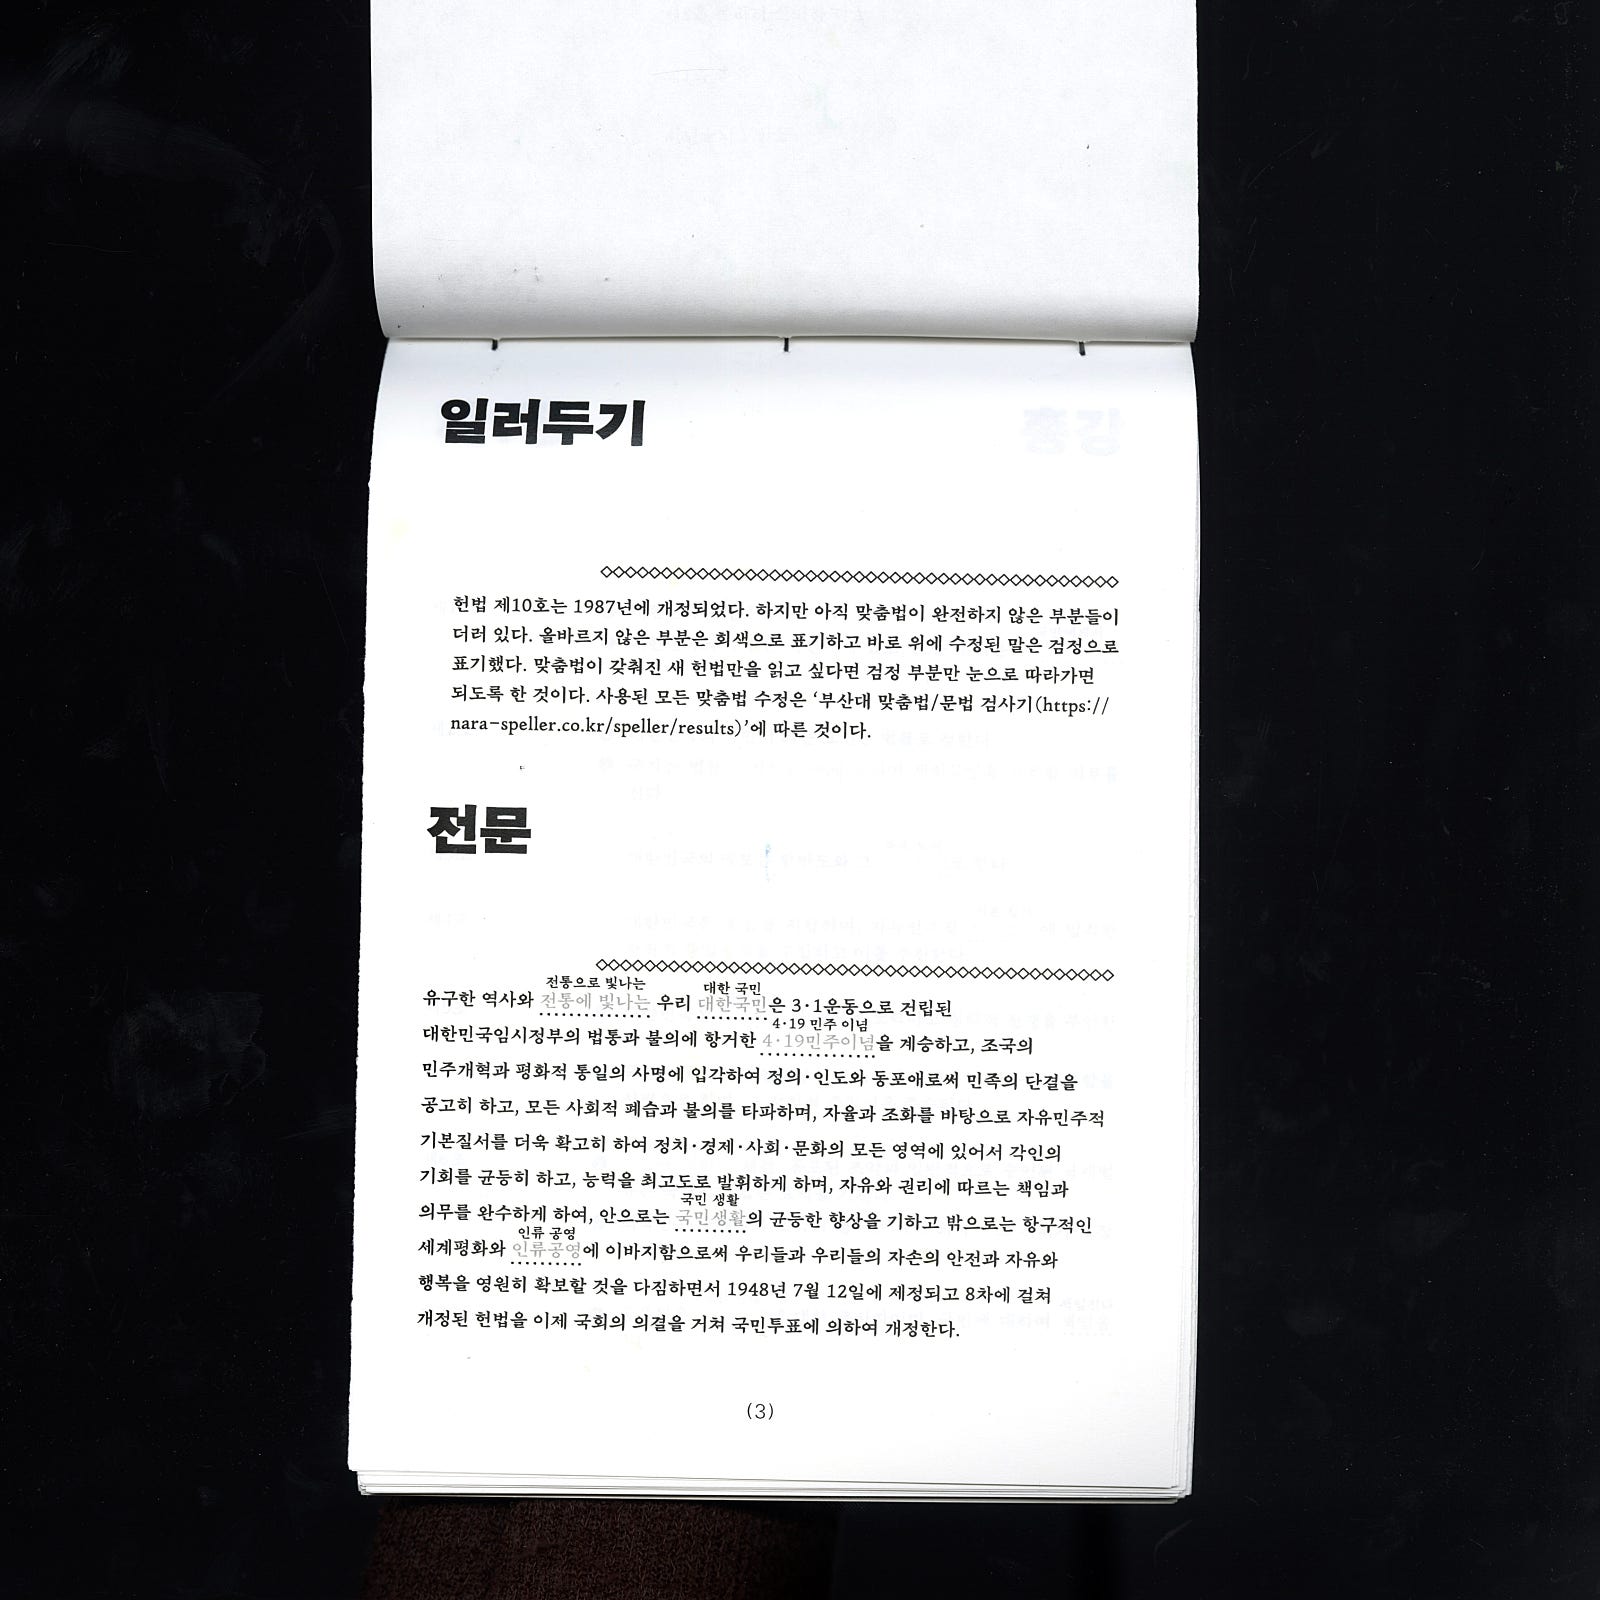 일러두기
헌법 제10호는 1987년에 개정되었다. 하지만 아직 맞춤법이 완전하지 않은 부분들이
더러 있다. 올바르지 않은 부분은 회색으로 표기하고 바로 위에 수정된 말은 검정으로
표기했다. 맞춤법이 갖춰진 새 헌법만을 읽고 싶다면 검정 부분만 눈으로 따라가면
되도록 한 것이다. 사용된 모든 맞춤법 수정은 ‘부산대 맞춤법/문법 검사기(https://
nara-speller.co.kr/speller/results)’에 따른 것이다.
전문
전통으로 빛나는 대한 국민
유구한 역사와 전통에 빛나는 우리 대한국민은 3·1운동으로 건립된
4·19 민주 이념
대한민국임시정부의 법통과 불의에 항거한 4·19민주이념을 계승하고, 조국의
민주개혁과 평화적 통일의 사명에 입각하여 정의·인도와 동포애로써 민족의 단결을
공고히 하고, 모든 사회적 폐습과 불의를 타파하며, 자율과 조화를 바탕으로 자유민주적
기본질서를 더욱 확고히 하여 정치·경제·사회·문화의 모든 영역에 있어서 각인의
기회를 균등히 하고, 능력을 최고도로 발휘하게 하며, 자유와 권리에 따르는 책임과
국민 생활
의무를 완수하게 하여, 안으로는 국민생활의 균등한 향상을 기하고 밖으로는 항구적인
인류 공영
세계평화와 인류공영에 이바지함으로써 우리들과 우리들의 자손의 안전과 자유와
행복을 영원히 확보할 것을 다짐하면서 1948년 7월 12일에 제정되고 8차에 걸쳐
개정된 헌법을 이제 국회의 의결을 거쳐 국민투표에 의하여 개정한다.
(3)